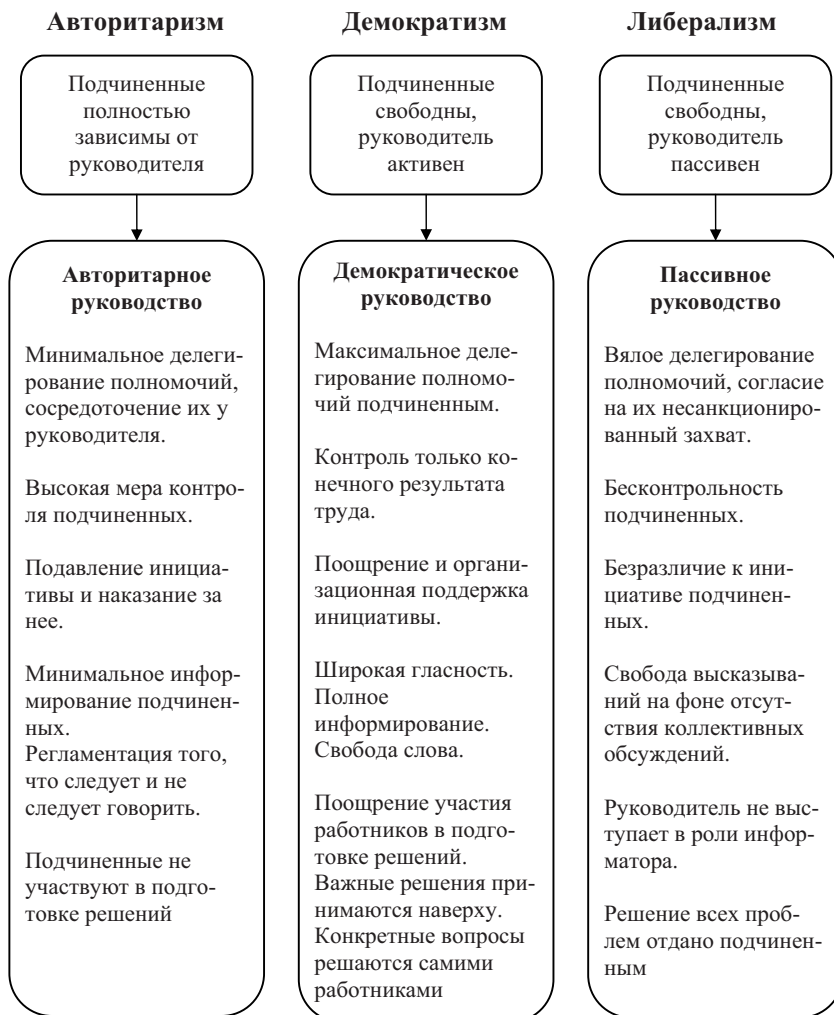 Авторитаризм
Подчиненные
полностью
зависимы от
руководителя
Авторитарное
руководство
Минимальное делеги-
рование полномочий,
сосредоточение их у
руководителя.
Высокая мера контро-
ля подчиненных.
Подавление инициа-
тивы и наказание за
нее.
Минимальное инфор-
мирование подчинен-
ных.
Регламентация того,
что следует и не
следует говорить.
Подчиненные не
участвуют в подго-
товке решений
Демократизм
Подчиненные
свободны,
руководитель
активен
Демократическое
руководство
Максимальное деле-
гирование полномо-
чий подчиненным.
Контроль только ко-
нечного результата
труда.
Поощрение и органи-
зационная поддержка
инициативы.
Широкая гласность.
Полное
информирование.
Свобода слова.
Поощрение участия
работников в подго-
товке решений.
Важные решения при-
нимаются наверху.
Конкретные вопросы
решаются самими
работниками
Либерализм
Подчиненные
свободны,
руководитель
пассивен
Пассивное
руководство
Вялое делегирование
полномочий, согласие
на их несанкциониро-
ванный захват.
Бесконтрольность
подчиненных.
Безразличие к ини-
циативе подчинен-
ных.
Свобода высказыва-
ний на фоне отсут-
ствия коллективных
обсуждений.
Руководитель не выс-
тупает в роли инфор-
матора.
Решение всех проб-
лем отдано подчинен-
ным